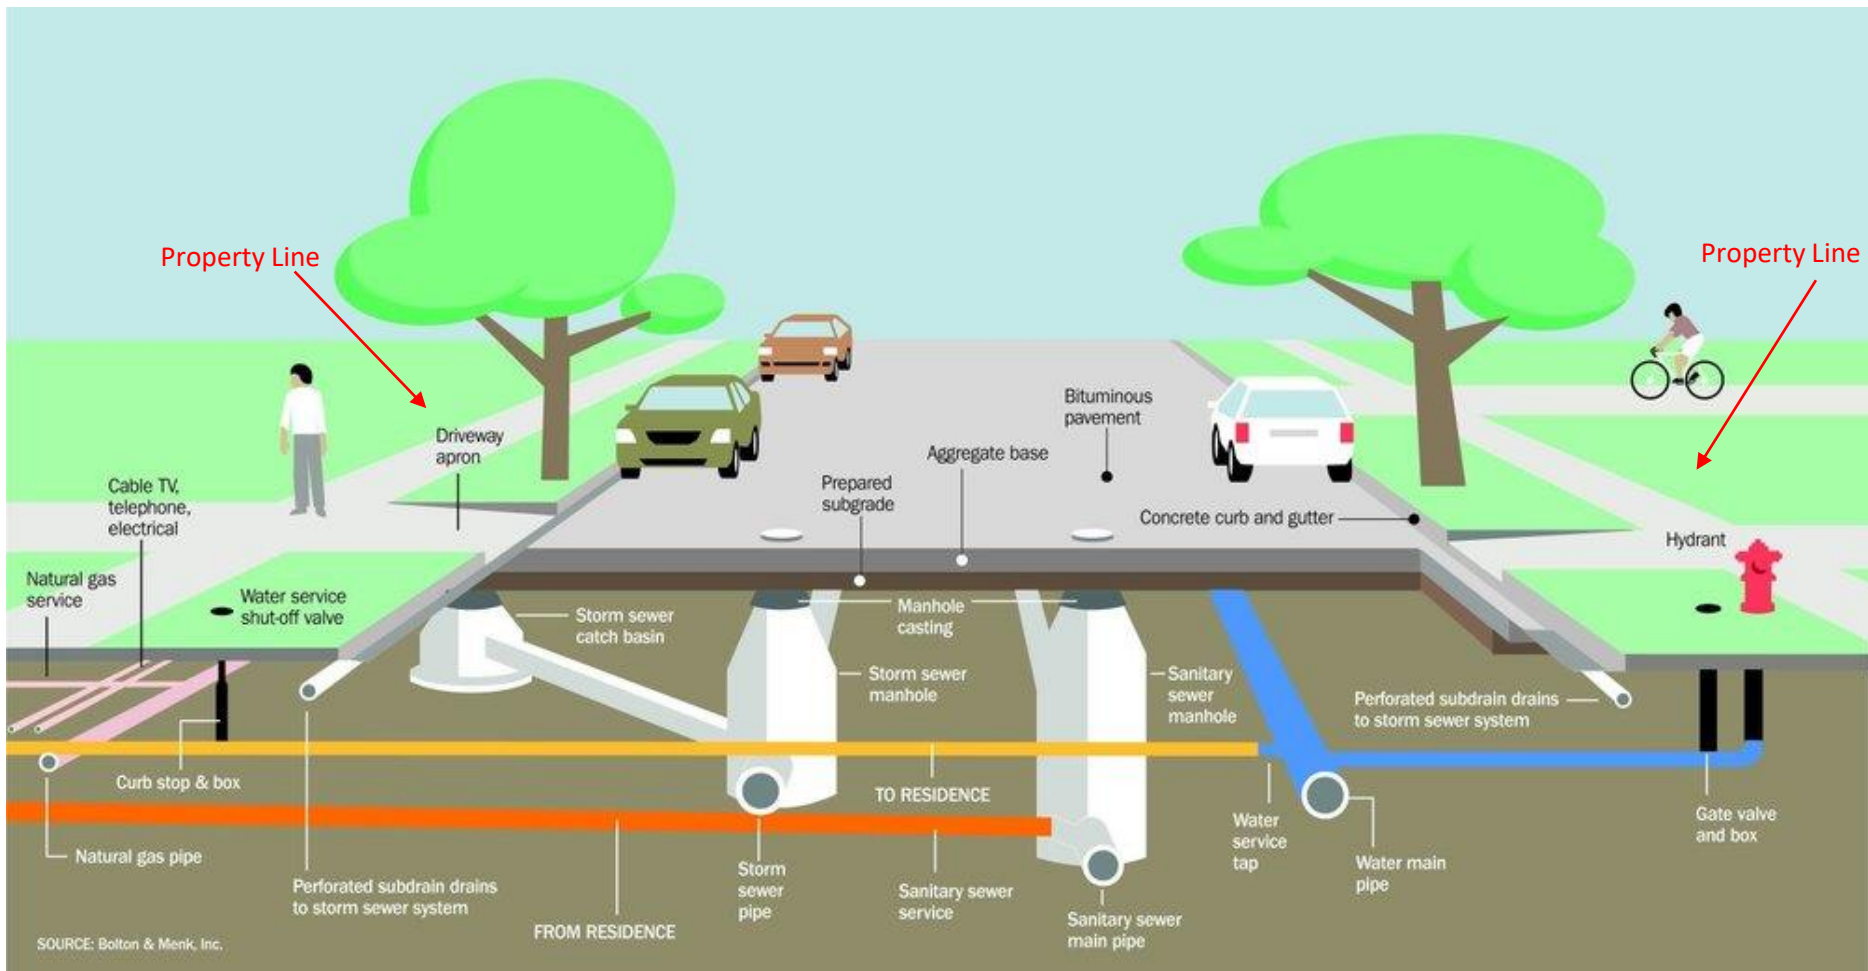 Property Line
Property Line
Driveway
apron
Bituminous
pavement
Aggregate base
Prepared
subgrade
Concrete curb and gutter
Cable TV,
telephone,
electrical
Hydrant
Natural gas
service
Water service
shut-off valve
Storm sewer
catch basin
Manhole
casting
Storm sewer
manhole
Sanitary
sewer
manhole
Perforated subdrain drains
to storm sewer system
Curb stop & box
TO RESIDENCE
Water
service
tap
Gate valve
and box
Natural gas pipe
Perforated subdrain drains
to storm sewer system
Storm
sewer
pipe
Sanitary sewer
service
Water main
pipe
FROM RESIDENCE
Sanitary sewer
main pipe
SOURCE: Bolton & Menk, Inc.